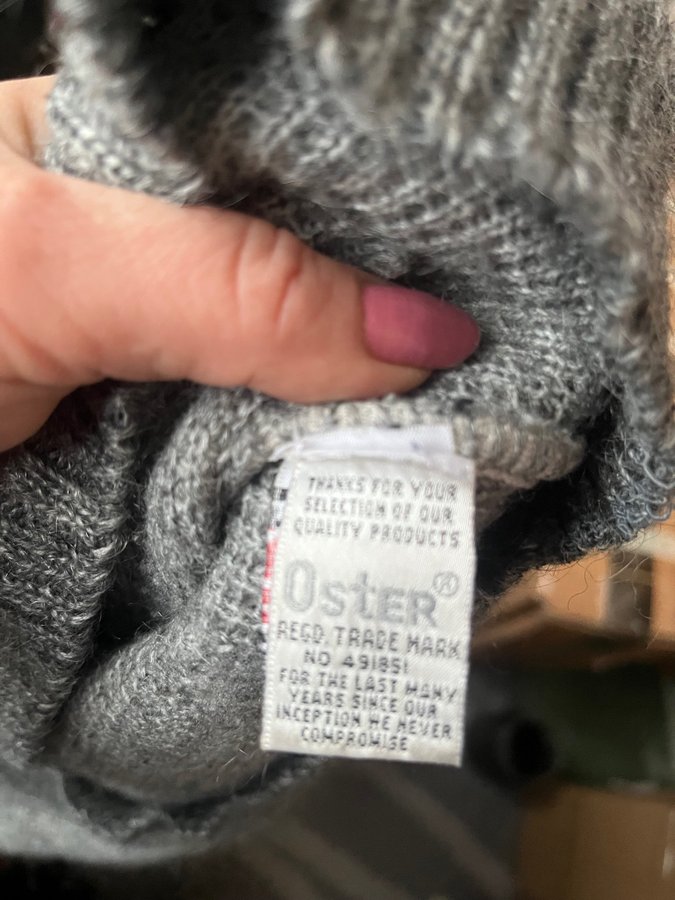 THANKS FOR YOUR
SELECTION OF OUR
QUALITY PRODUCTS
OSTER®
REGD. TRADE MARK
NO 491851
FOR THE LAST MANY
YEARS SINCE OUR
INCEPTION WE NEVER
COMPROMISE